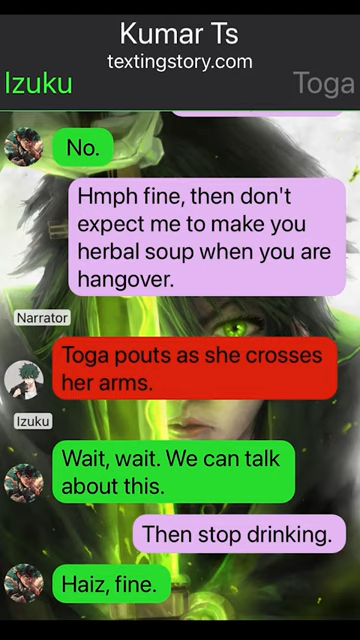 Kumar Ts
textingstory.com
Izuku
Toga
No.
Hmph fine, then don't
expect me to make you
herbal soup when you are
hangover.
Narrator
Toga pouts as she crosses
her arms.
Izuku
Wait, wait. We can talk
about this.
Then stop drinking.
Haiz, fine.